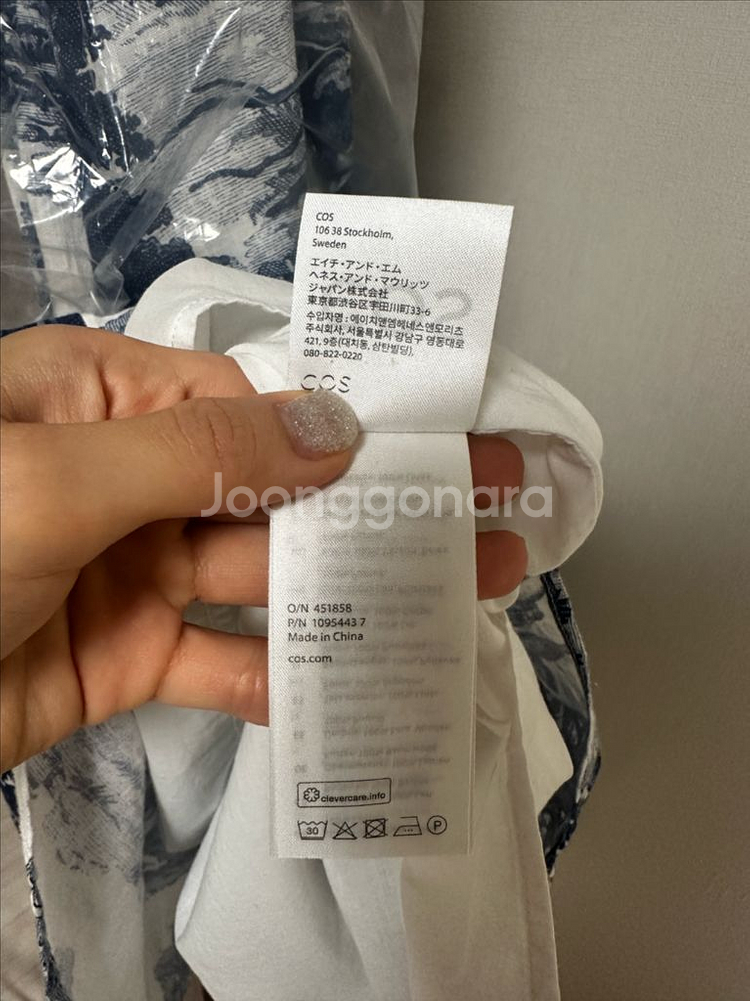 COS
106 38 Stockholm,
Sweden
エイチ・アンド・エム
ヘネス・アンド・マウリッツ
ジャパン株式会社
東京都渋谷区宇田川町33-6
수입자명 : 에이치앤엠헤네스앤모리츠
주식회사, 서울특별시 강남구 영동대로
421, 9층(대치동, 삼탄빌딩),
080-822-0220
COS
Joonggonara
O/N 451858
P/N 1095443 7
Made in China
cos.com
clevercare.info
30
P